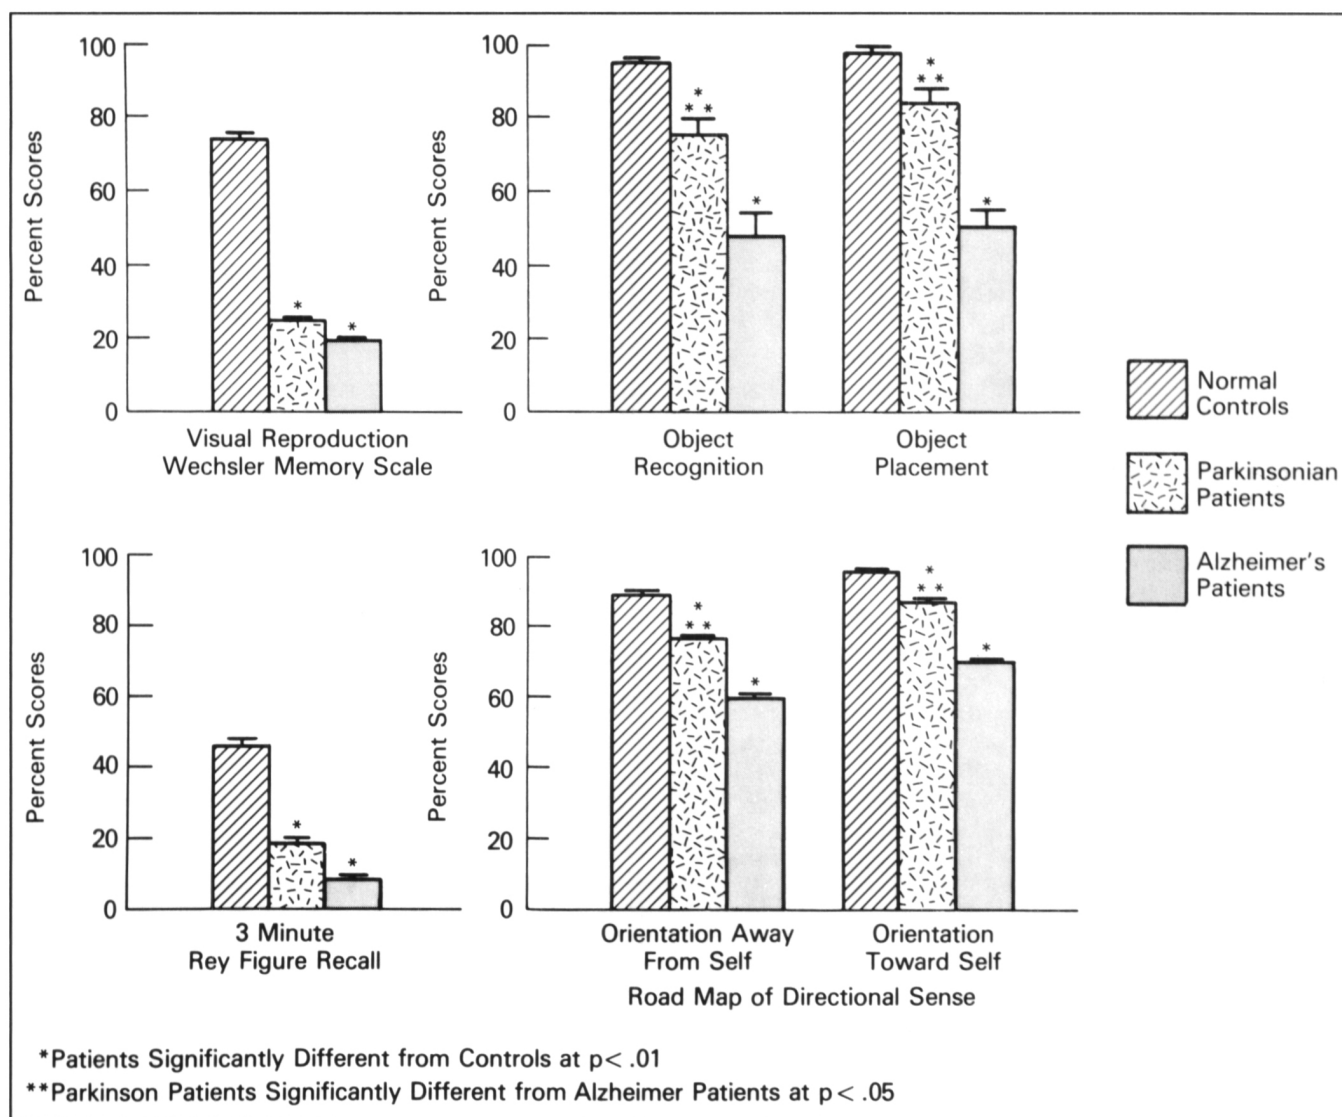 100
80
60
40
20
0
Percent Scores
*
*
Visual Reproduction
Wechsler Memory Scale
100
80
60
40
20
0
Percent Scores
*
**
*
*
**
*
Object
Recognition
Object
Placement
Normal
Controls
Parkinsonian
Patients
Alzheimer's
Patients
100
80
60
40
20
0
Percent Scores
*
*
3 Minute
Rey Figure Recall
100
80
60
40
20
0
Percent Scores
*
**
*
*
**
*
Orientation Away
From Self
Orientation
Toward Self
Road Map of Directional Sense
*Patients Significantly Different from Controls at p< .01
**Parkinson Patients Significantly Different from Alzheimer Patients at p< .05